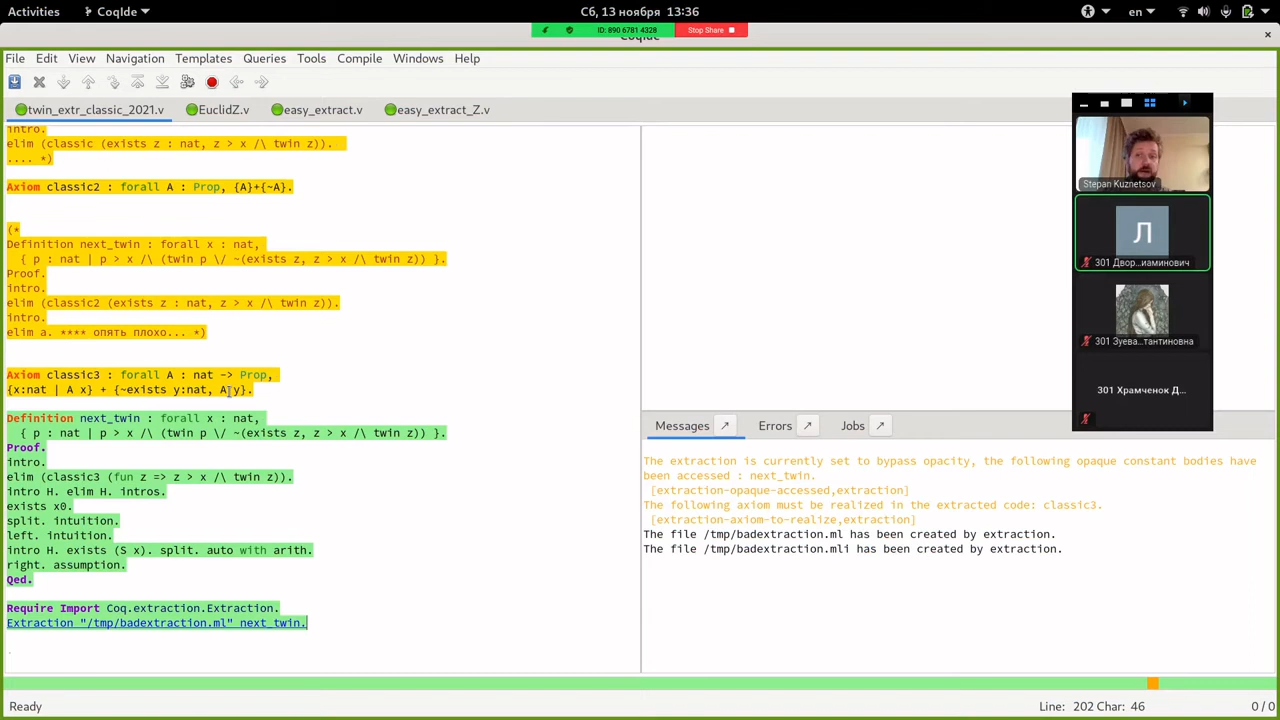 Activities
CoqIde
Сб, 13 ноября 13:36
en
ID: 890 6781 4328
Stop Share
CoqIde
File Edit View Navigation Templates Queries Tools Compile Windows Help
twin_extr_classic_2021.v
EuclidZ.v
easy_extract.v
easy_extract_Z.v
intro.
elim (classic (exists z : nat, z > x /\ twin z)).
.... *)
Axiom classic2 : forall A : Prop, {A}+{~A}.
(*
Definition next_twin : forall x : nat,
{ p : nat | p > x /\ (twin p \/ ~(exists z, z > x /\ twin z)) }.
Proof.
intro.
elim (classic2 (exists z : nat, z > x /\ twin z)).
intro.
elim a. **** опять плохо... *)
Axiom classic3 : forall A : nat -> Prop,
{x:nat | A x} + {~exists y:nat, A y}.
Definition next_twin : forall x : nat,
{ p : nat | p > x /\ (twin p \/ ~(exists z, z > x /\ twin z)) }.
Proof.
intro.
elim (classic3 (fun z => z > x /\ twin z)).
intro H. elim H. intros.
exists x0.
split. intuition.
left. intuition.
intro H. exists (S x). split. auto with arith.
right. assumption.
Qed.
Require Import Coq.extraction.Extraction.
Extraction "/tmp/badextraction.ml" next_twin.
Stepan Kuznetsov
Л
301 Двор...иаминович
301 Зуева...тантиновна
301 Храмченок Д...
Messages
Errors
Jobs
The extraction is currently set to bypass opacity, the following opaque constant bodies have
been accessed : next_twin.
[extraction-opaque-accessed,extraction]
The following axiom must be realized in the extracted code: classic3.
[extraction-axiom-to-realize,extraction]
The file /tmp/badextraction.ml has been created by extraction.
The file /tmp/badextraction.mli has been created by extraction.
Ready
Line: 202 Char: 46
0 / 0